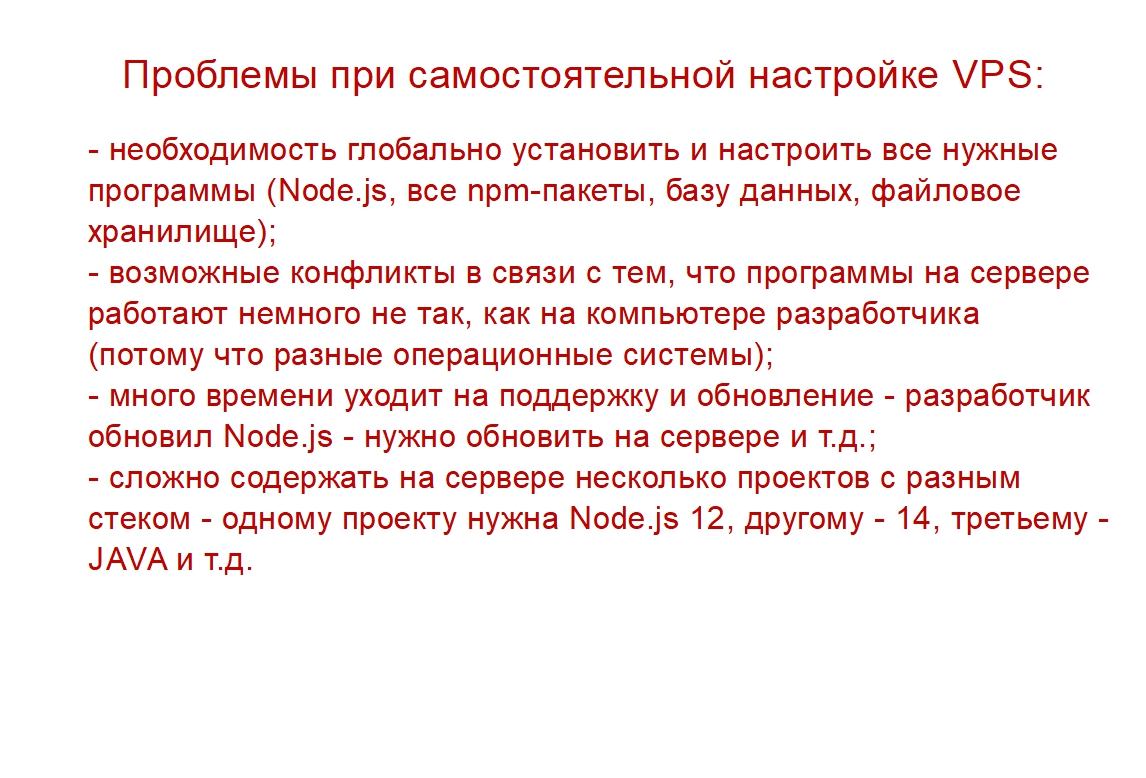 Проблемы при самостоятельной настройке VPS:
- необходимость глобально установить и настроить все нужные
программы (Node.js, все npm-пакеты, базу данных, файловое
хранилище);
- возможные конфликты в связи с тем, что программы на сервере
работают немного не так, как на компьютере разработчика
(потому что разные операционные системы);
- много времени уходит на поддержку и обновление - разработчик
обновил Node.js - нужно обновить на сервере и т.д.;
- сложно содержать на сервере несколько проектов с разным
стеком - одному проекту нужна Node.js 12, другому - 14, третьему -
JAVA и т.д.